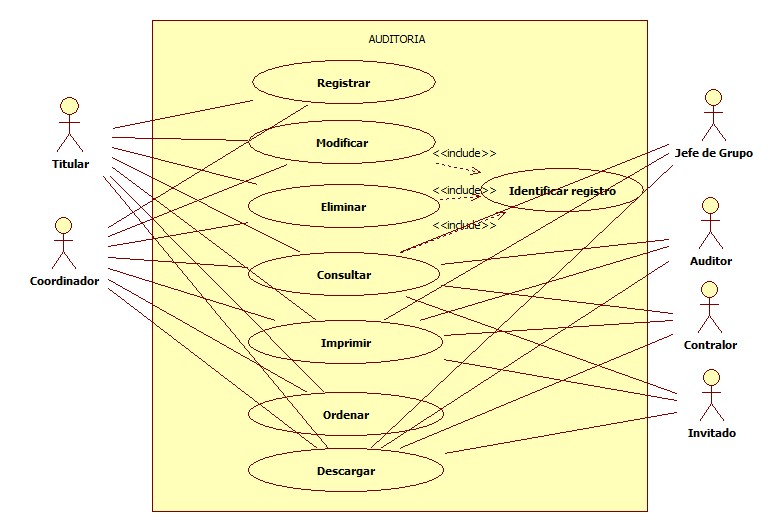 AUDITORIA
Registrar
Modificar
<<include>>
Titular
Jefe de Grupo
<<include>>
Identificar registro
Eliminar
<<include>>
Auditor
Coordinador
Consultar
Imprimir
Contralor
Ordenar
Invitado
Descargar